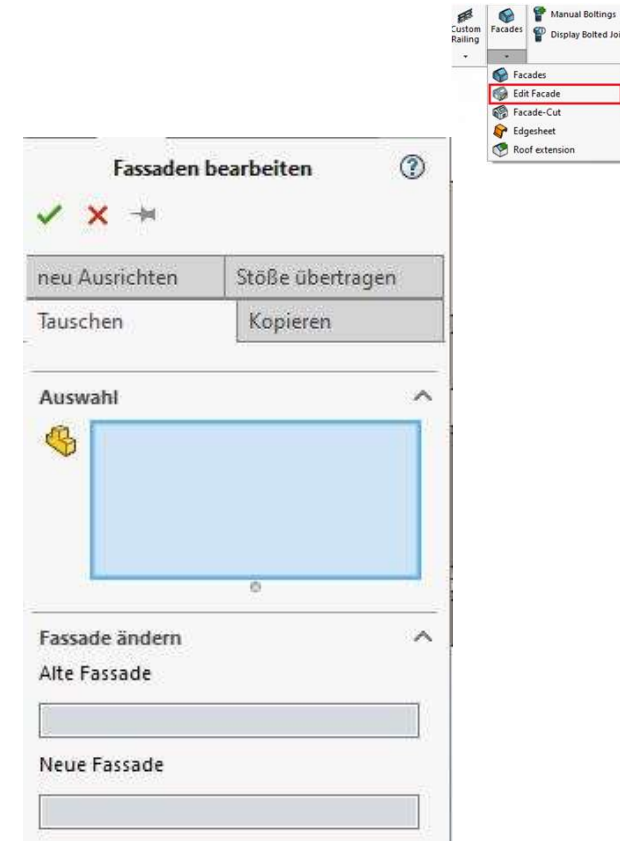 Custom
Railing
Facades
Manual Boltings
Display Bolted
Facades
Edit Facade
Facade-Cut
Edgesheet
Roof extension
Fassaden bearbeiten
neu Ausrichten
Stöße übertragen
Tauschen
Kopieren
Auswahl
Fassade ändern
Alte Fassade
Neue Fassade